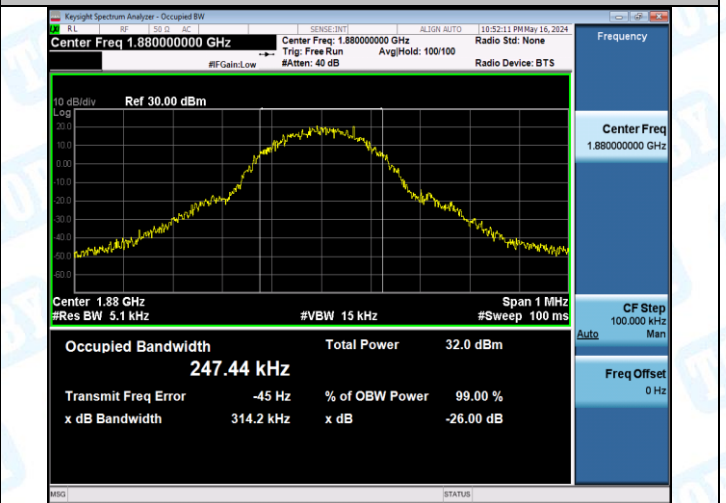 Keysight Spectrum Analyzer - Occupied BW
RL RF 50 Ω AC SENSE:INT ALIGN AUTO 10:52:11 PM May 16, 2024
Center Freq 1.880000000 GHz
Center Freq: 1.880000000 GHz
Radio Std: None
Trig: Free Run Avg|Hold: 100/100
#IFGain:Low #Atten: 40 dB Radio Device: BTS
10 dB/div Ref 30.00 dBm
Log
20.0
10.0
0.00
-10.0
-20.0
-30.0
-40.0
-50.0
-60.0
Center 1.88 GHz Span 1 MHz
#Res BW 5.1 kHz #VBW 15 kHz #Sweep 100 ms
Occupied Bandwidth Total Power 32.0 dBm
247.44 kHz
Transmit Freq Error -45 Hz % of OBW Power 99.00 %
x dB Bandwidth 314.2 kHz x dB -26.00 dB
MSG STATUS
Frequency
Center Freq
1.880000000 GHz
CF Step
100.000 kHz
Auto Man
Freq Offset
0 Hz